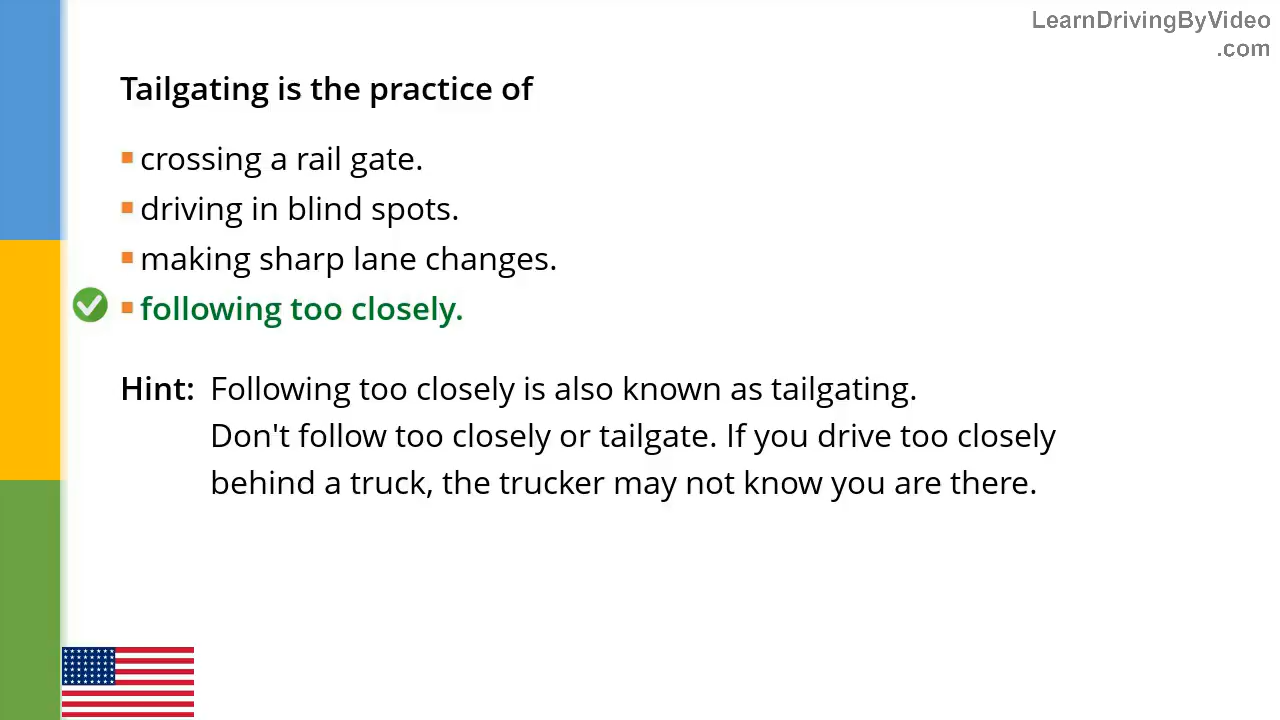 LearnDrivingByVideo
.com
Tailgating is the practice of
crossing a rail gate.
driving in blind spots.
making sharp lane changes.
following too closely.
Hint: Following too closely is also known as tailgating.
Don't follow too closely or tailgate. If you drive too closely
behind a truck, the trucker may not know you are there.